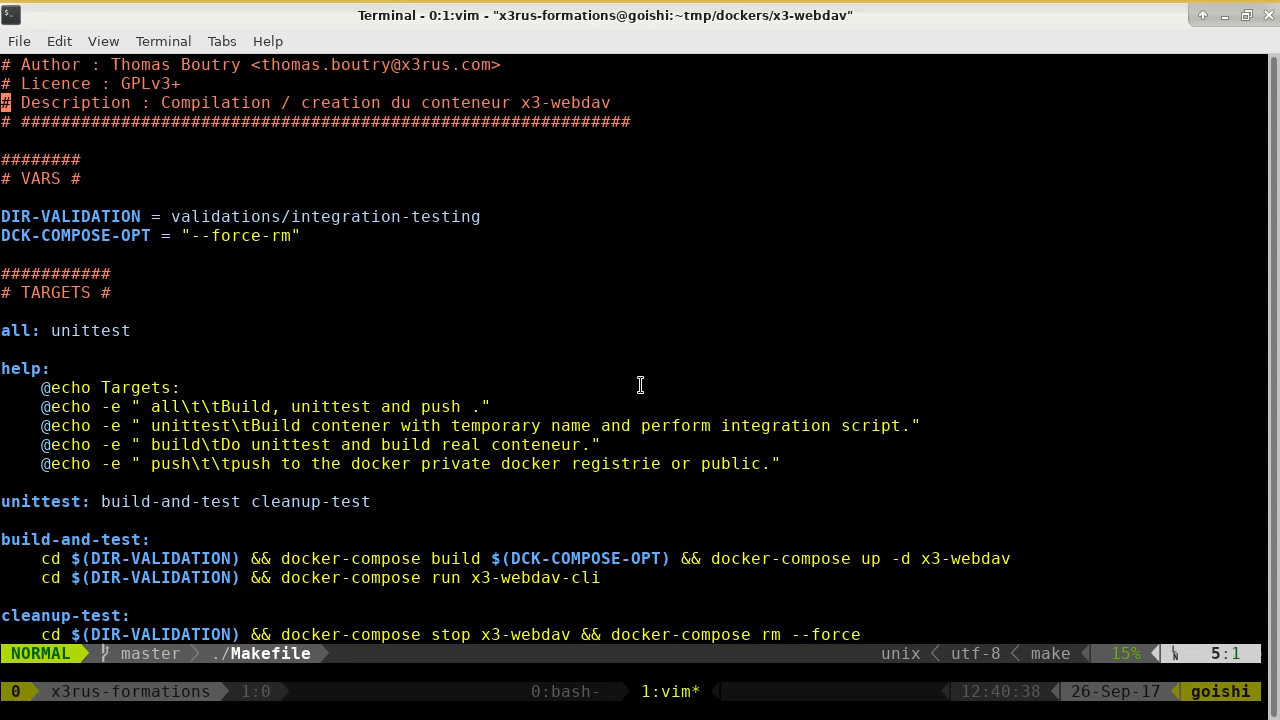 Terminal - 0:1:vim - "x3rus-formations@goishi:~tmp/dockers/x3-webdav"
File Edit View Terminal Tabs Help
# Author : Thomas Boutry <thomas.boutry@x3rus.com>
# Licence : GPLv3+
# Description : Compilation / creation du conteneur x3-webdav
# #############################################################
########
# VARS #
DIR-VALIDATION = validations/integration-testing
DCK-COMPOSE-OPT = "--force-rm"
###########
# TARGETS #
all: unittest
help:
    @echo Targets:
    @echo -e " all\t\tBuild, unittest and push ."
    @echo -e " unittest\tBuild contener with temporary name and perform integration script."
    @echo -e " build\tDo unittest and build real conteneur."
    @echo -e " push\t\tpush to the docker private docker registrie or public."
unittest: build-and-test cleanup-test
build-and-test:
    cd $(DIR-VALIDATION) && docker-compose build $(DCK-COMPOSE-OPT) && docker-compose up -d x3-webdav
    cd $(DIR-VALIDATION) && docker-compose run x3-webdav-cli
cleanup-test:
    cd $(DIR-VALIDATION) && docker-compose stop x3-webdav && docker-compose rm --force
NORMAL master ./Makefile unix utf-8 make 15% 5:1
0 x3rus-formations 1:0 0:bash- 1:vim* 12:40:38 26-Sep-17 goishi